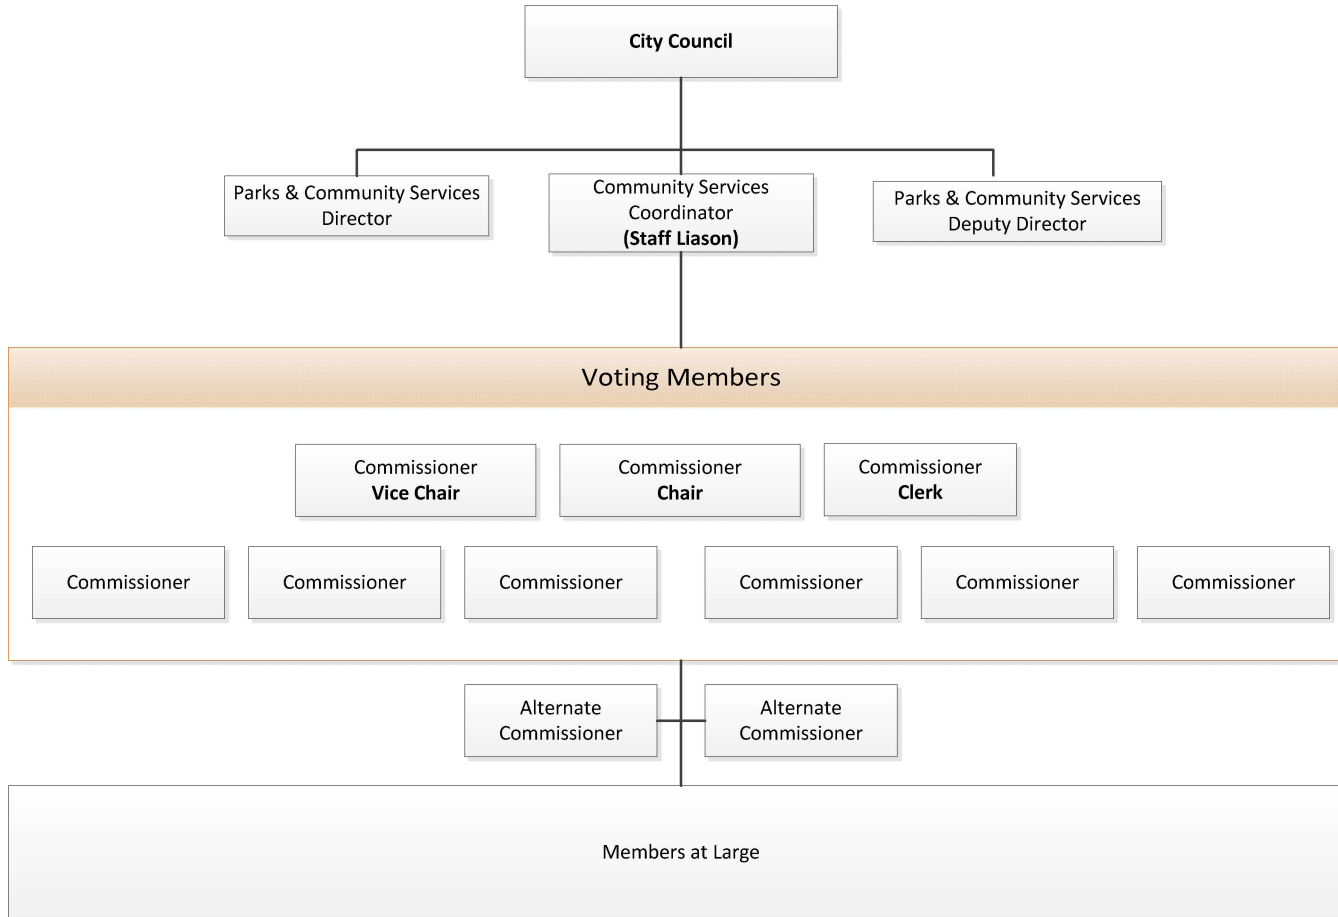 City Council
Parks & Community Services
Director
Community Services
Coordinator
(Staff Liason)
Parks & Community Services
Deputy Director
Voting Members
Commissioner
Vice Chair
Commissioner
Chair
Commissioner
Clerk
Commissioner
Commissioner
Commissioner
Commissioner
Commissioner
Commissioner
Alternate
Commissioner
Alternate
Commissioner
Members at Large